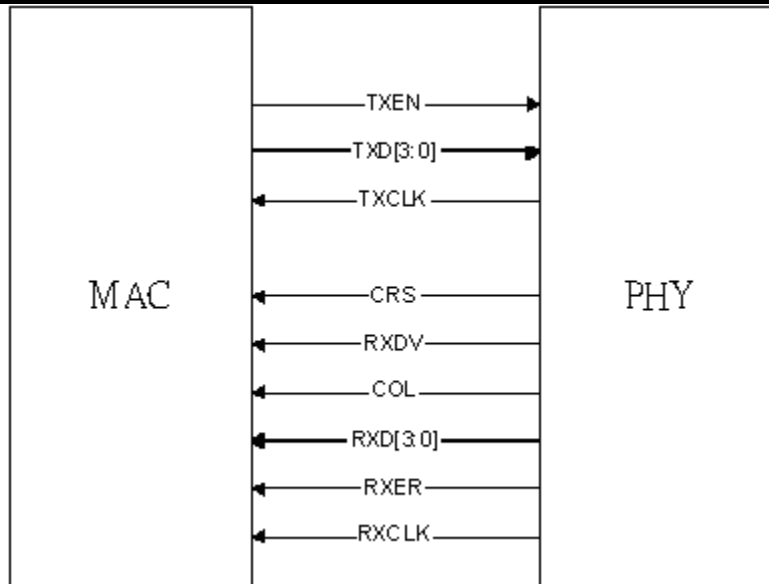 TXEN
TXD[3:0]
TXCLK
MAC
CRS
PHY
RXDV
COL
RXD[3:0]
RXER
RXCLK